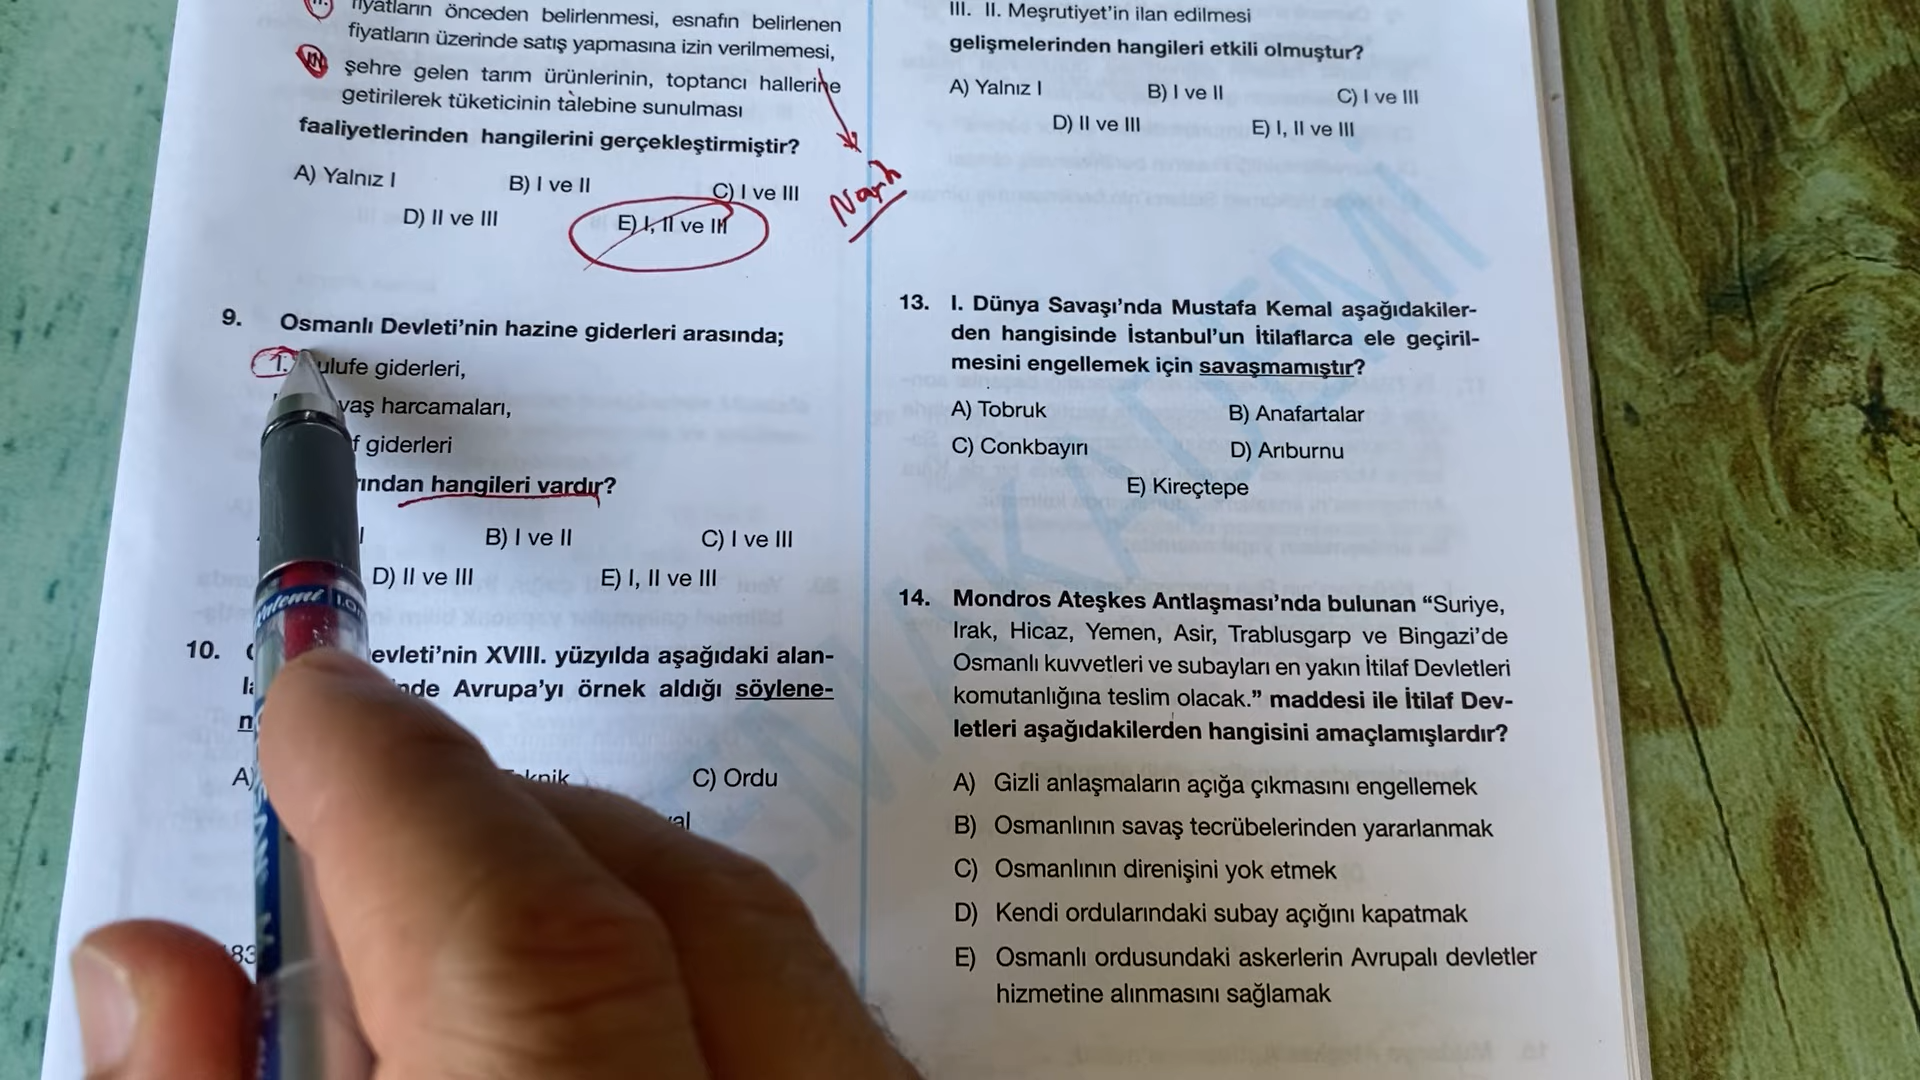 fiyatların önceden belirlenmesi, esnafın belirlenen
fiyatların üzerinde satış yapmasına izin verilmemesi,
şehre gelen tarım ürünlerinin, toptancı hallerine
getirilerek tüketicinin talebine sunulması
faaliyetlerinden hangilerini gerçekleştirmiştir?
A) Yalnız I
B) I ve II
C) I ve III
D) II ve III
E) I, II ve III
Narh
9. Osmanlı Devleti’nin hazine giderleri arasında;
I. ulufe giderleri,
vaş harcamaları,
f giderleri
ından hangileri vardır?
I
B) I ve II
C) I ve III
D) II ve III
E) I, II ve III
10. evleti’nin XVIII. yüzyılda aşağıdaki alan-
nde Avrupa’yı örnek aldığı söylene-
A)
knik
C) Ordu
al
83
III. II. Meşrutiyet’in ilan edilmesi
gelişmelerinden hangileri etkili olmuştur?
A) Yalnız I
B) I ve II
C) I ve III
D) II ve III
E) I, II ve III
13. I. Dünya Savaşı’nda Mustafa Kemal aşağıdakiler-
den hangisinde İstanbul’un İtilaflarca ele geçiril-
mesini engellemek için savaşmamıştır?
A) Tobruk
B) Anafartalar
C) Conkbayırı
D) Arıburnu
E) Kireçtepe
14. Mondros Ateşkes Antlaşması’nda bulunan “Suriye,
Irak, Hicaz, Yemen, Asir, Trablusgarp ve Bingazi’de
Osmanlı kuvvetleri ve subayları en yakın İtilaf Devletleri
komutanlığına teslim olacak.” maddesi ile İtilaf Dev-
letleri aşağıdakilerden hangisini amaçlamışlardır?
A) Gizli anlaşmaların açığa çıkmasını engellemek
B) Osmanlının savaş tecrübelerinden yararlanmak
C) Osmanlının direnişini yok etmek
D) Kendi ordularındaki subay açığını kapatmak
E) Osmanlı ordusundaki askerlerin Avrupalı devletler
hizmetine alınmasını sağlamak